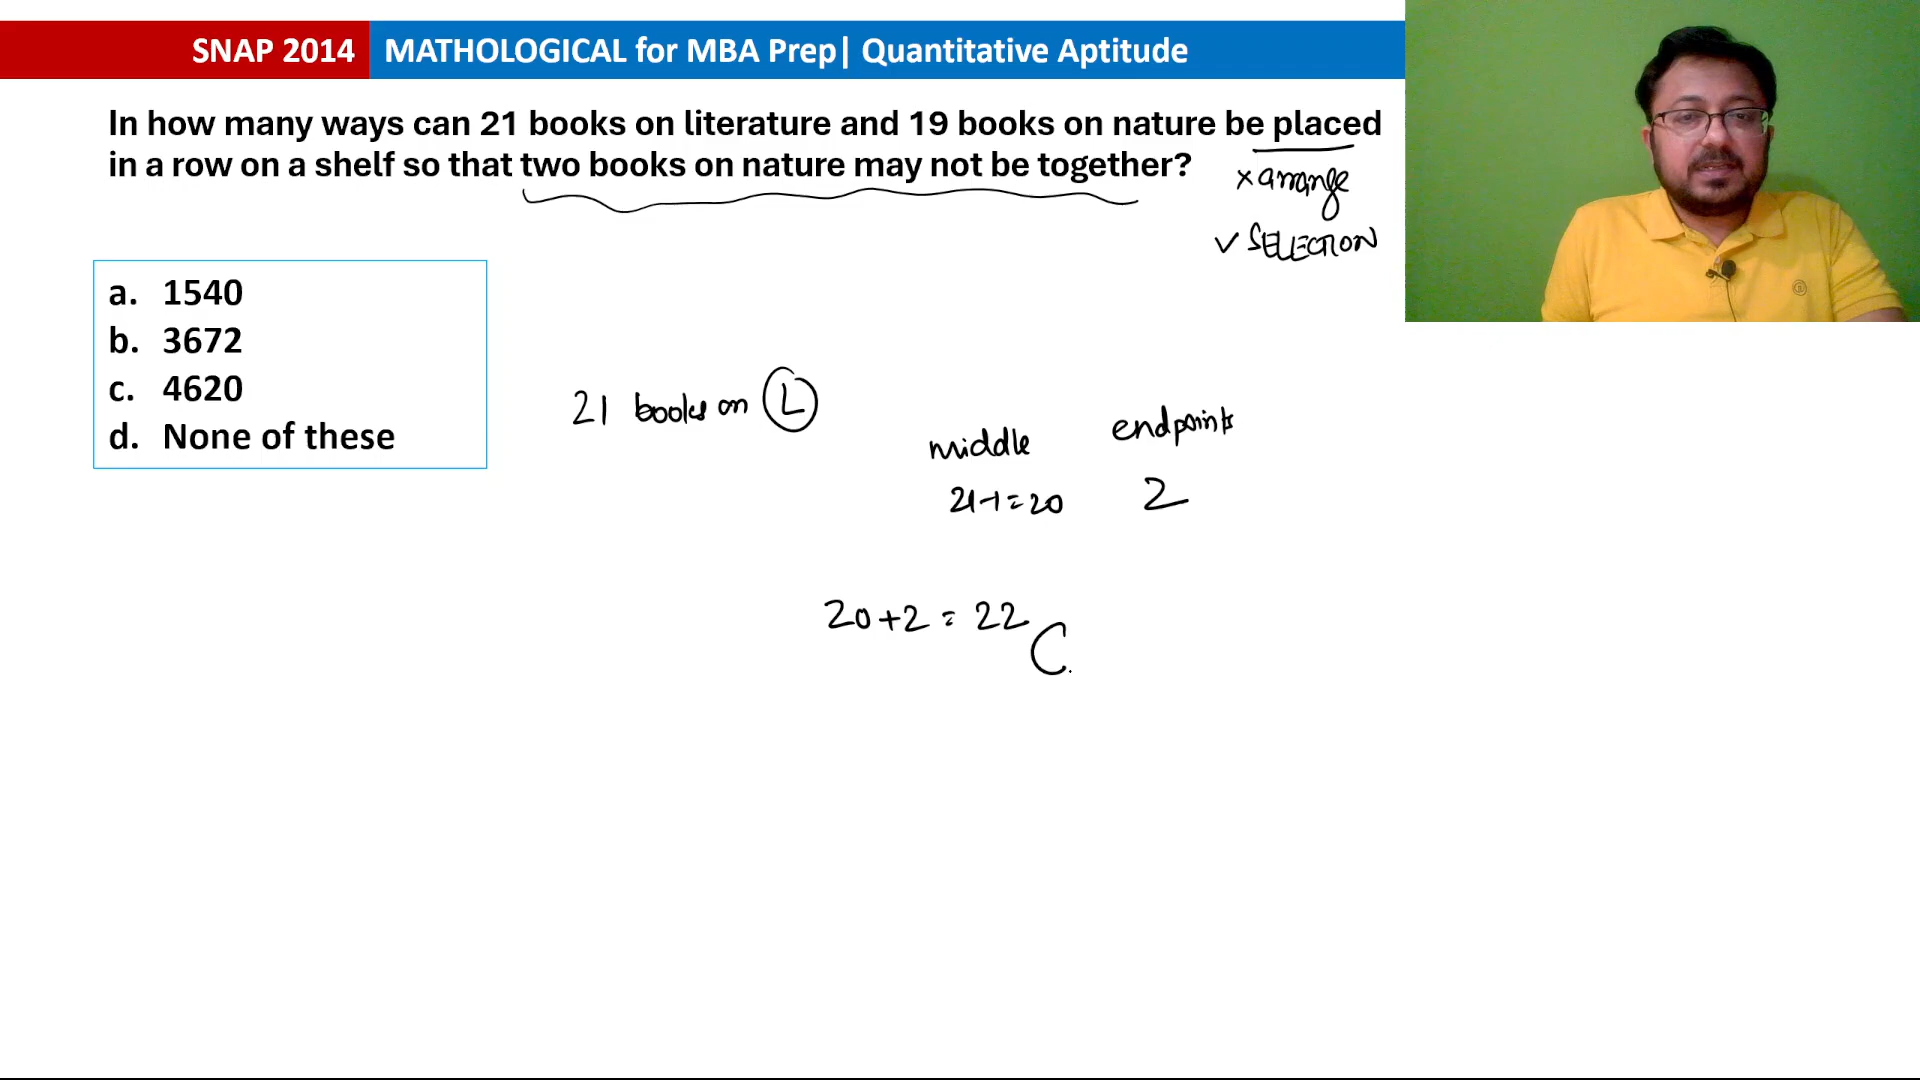 SNAP 2014 MATHOLOGICAL for MBA Prep| Quantitative Aptitude
In how many ways can 21 books on literature and 19 books on nature be placed
in a row on a shelf so that two books on nature may not be together?
x arrange
✓ SELECTION
a. 1540
b. 3672
c. 4620
d. None of these
21 books on L
middle endpoints
21-1=20 2
20+2=22 C